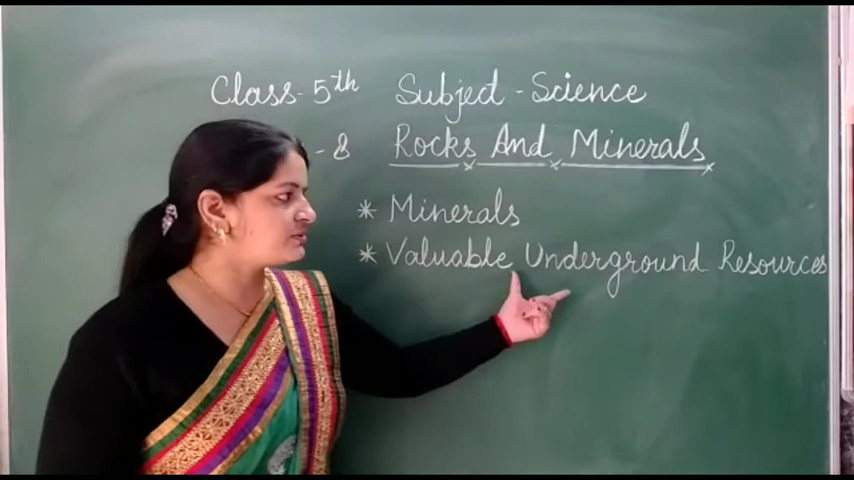 Class-5th Subject-Science
-8 Rocks And Minerals
* Minerals
* Valuable Underground Resources